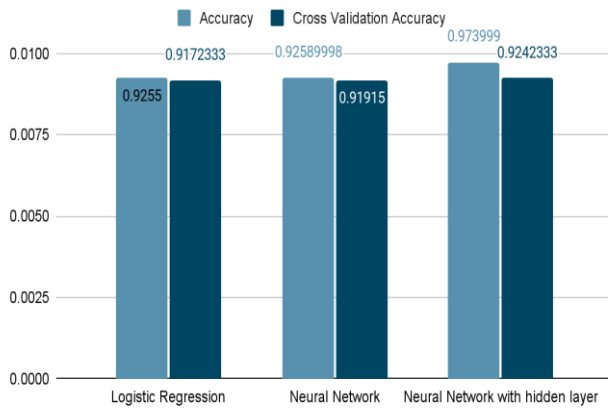 Accuracy Cross Validation Accuracy
0.973999
0.0100 0.9172333 0.92589998 0.9242333
0.9255 0.91915
0.0075
0.0050
0.0025
0.0000
Logistic Regression Neural Network Neural Network with hidden layer